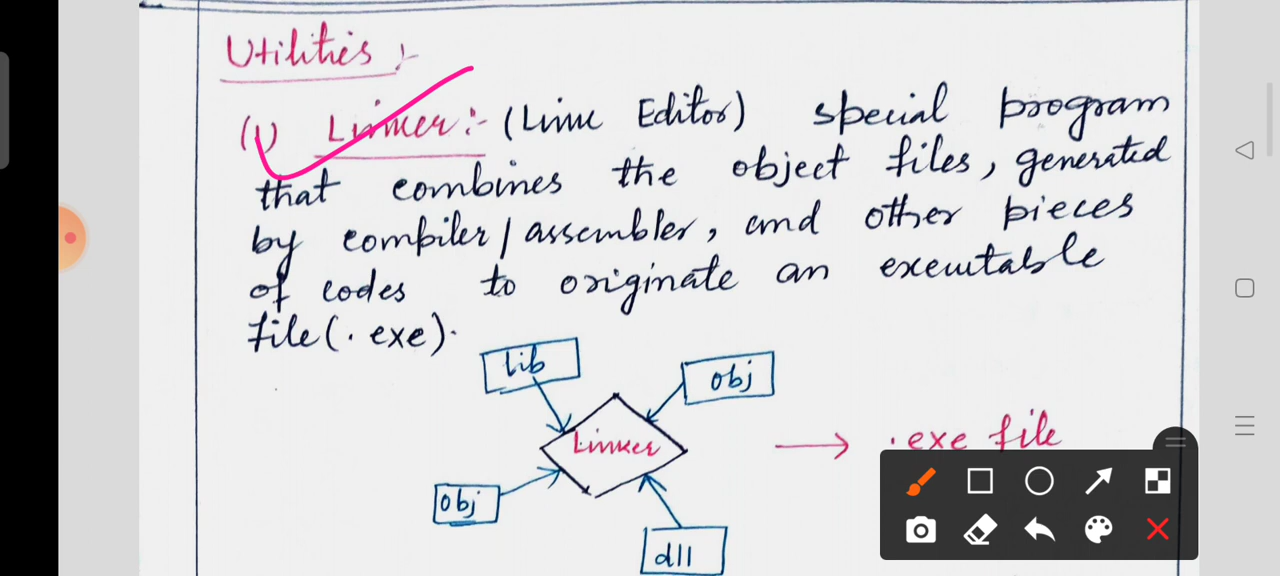 Utilities :-
(1) Linker:- (Link Editor) special program
that combines the object files, generated
by compiler/assembler, and other pieces
of codes to originate an executable
file(.exe).
lib
obj
Linker
→ .exe file
obj
dll